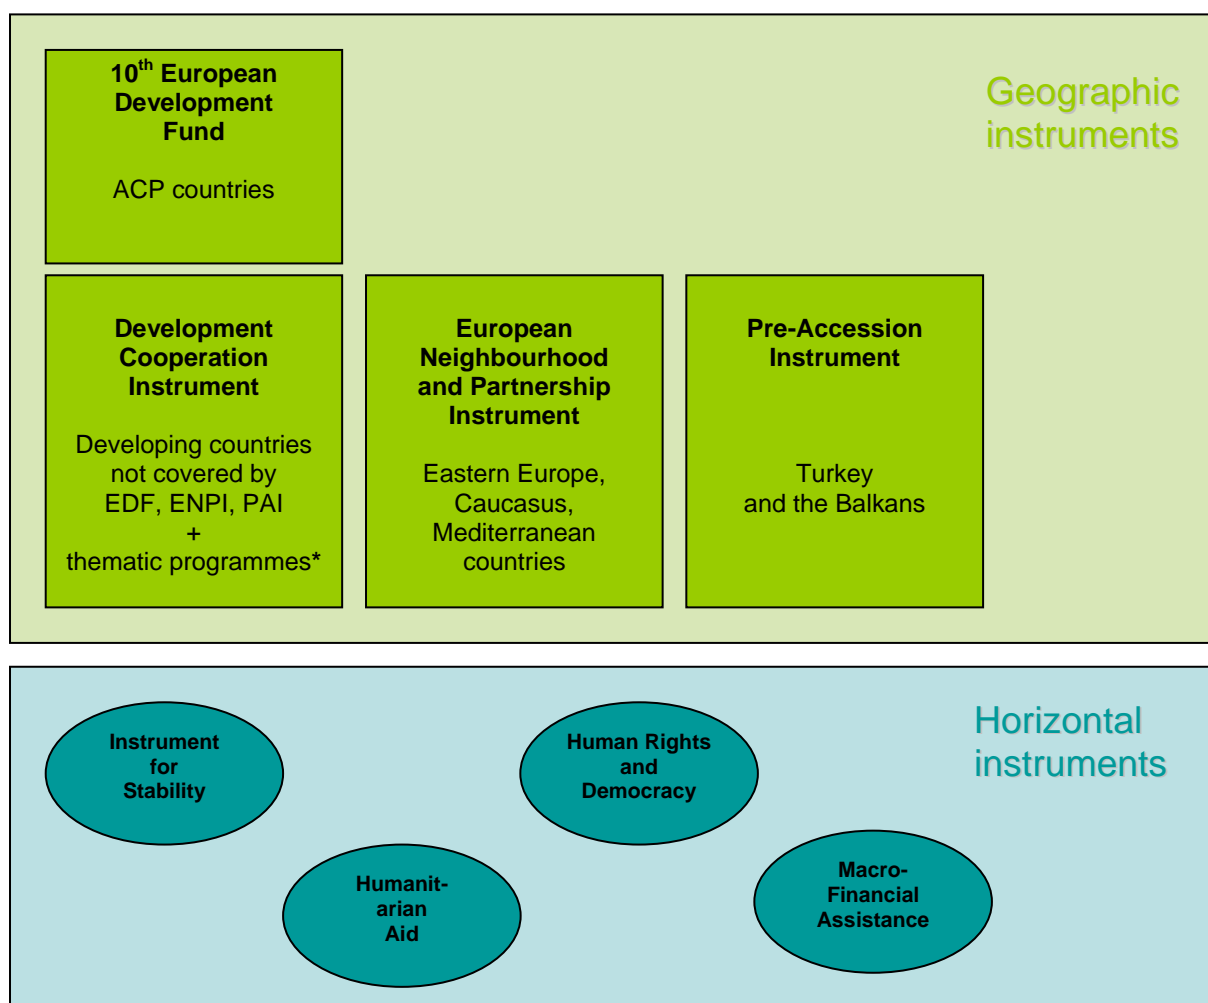 10th European
Development
Fund
ACP countries
Geographic
instruments
Development
Cooperation
Instrument
Developing countries
not covered by
EDF, ENPI, PAI
+
thematic programmes*
European
Neighbourhood
and Partnership
Instrument
Eastern Europe,
Caucasus,
Mediterranean
countries
Pre-Accession
Instrument
Turkey
and the Balkans
Horizontal
instruments
Instrument
for
Stability
Human Rights
and
Democracy
Humanit-
arian
Aid
Macro-
Financial
Assistance